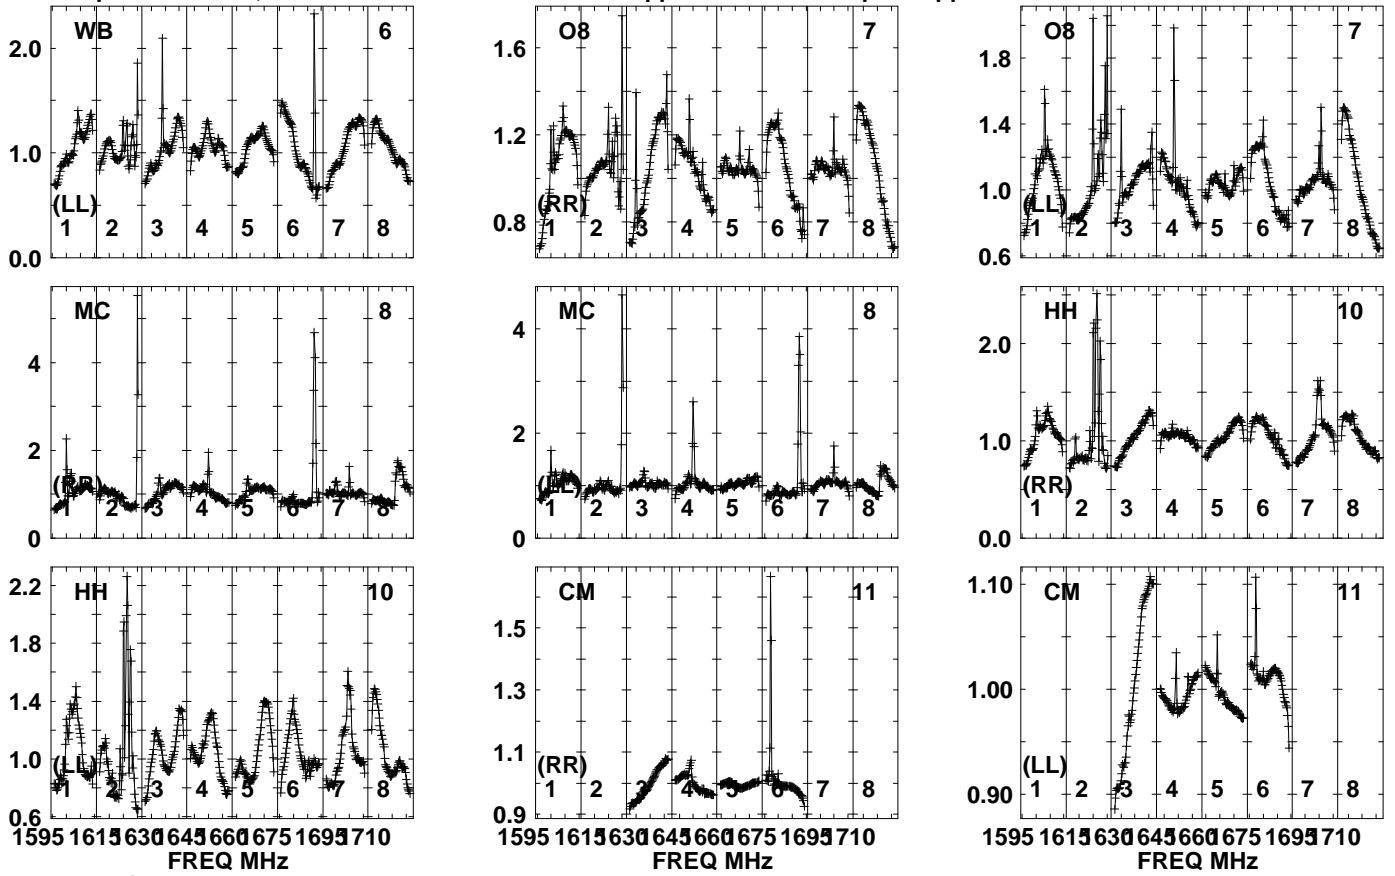 WB 6
2.0
1.0
0.0
(LL)
1 2 3 4 5 6 7 8
O8 7
1.6
1.2
0.8
(RR)
1 2 3 4 5 6 7 8
O8 7
1.8
1.4
1.0
0.6
(LL)
1 2 3 4 5 6 7 8
MC 8
4
2
0
(RR)
1 2 3 4 5 6 7 8
MC 8
4
2
0
(LL)
1 2 3 4 5 6 7 8
HH 10
2.0
1.0
0.0
(RR)
1 2 3 4 5 6 7 8
HH 10
2.2
1.8
1.4
1.0
0.6
(LL)
1 2 3 4 5 6 7 8
1595 1615 1630 1645 1660 1675 1695 1710
FREQ MHz
CM 11
1.5
1.3
1.1
0.9
(RR)
1 2 3 4 5 6 7 8
1595 1615 1630 1645 1660 1675 1695 1710
FREQ MHz
CM 11
1.10
1.00
0.90
(LL)
1 2 3 4 5 6 7 8
1595 1615 1630 1645 1660 1675 1695 1710
FREQ MHz